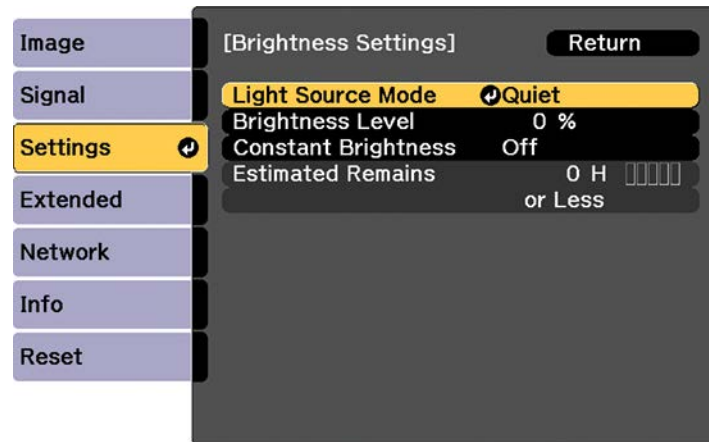 Image
Signal
Settings
Extended
Network
Info
Reset
[Brightness Settings]
Return
Light Source Mode Quiet
Brightness Level 0 %
Constant Brightness Off
Estimated Remains 0 H
or Less